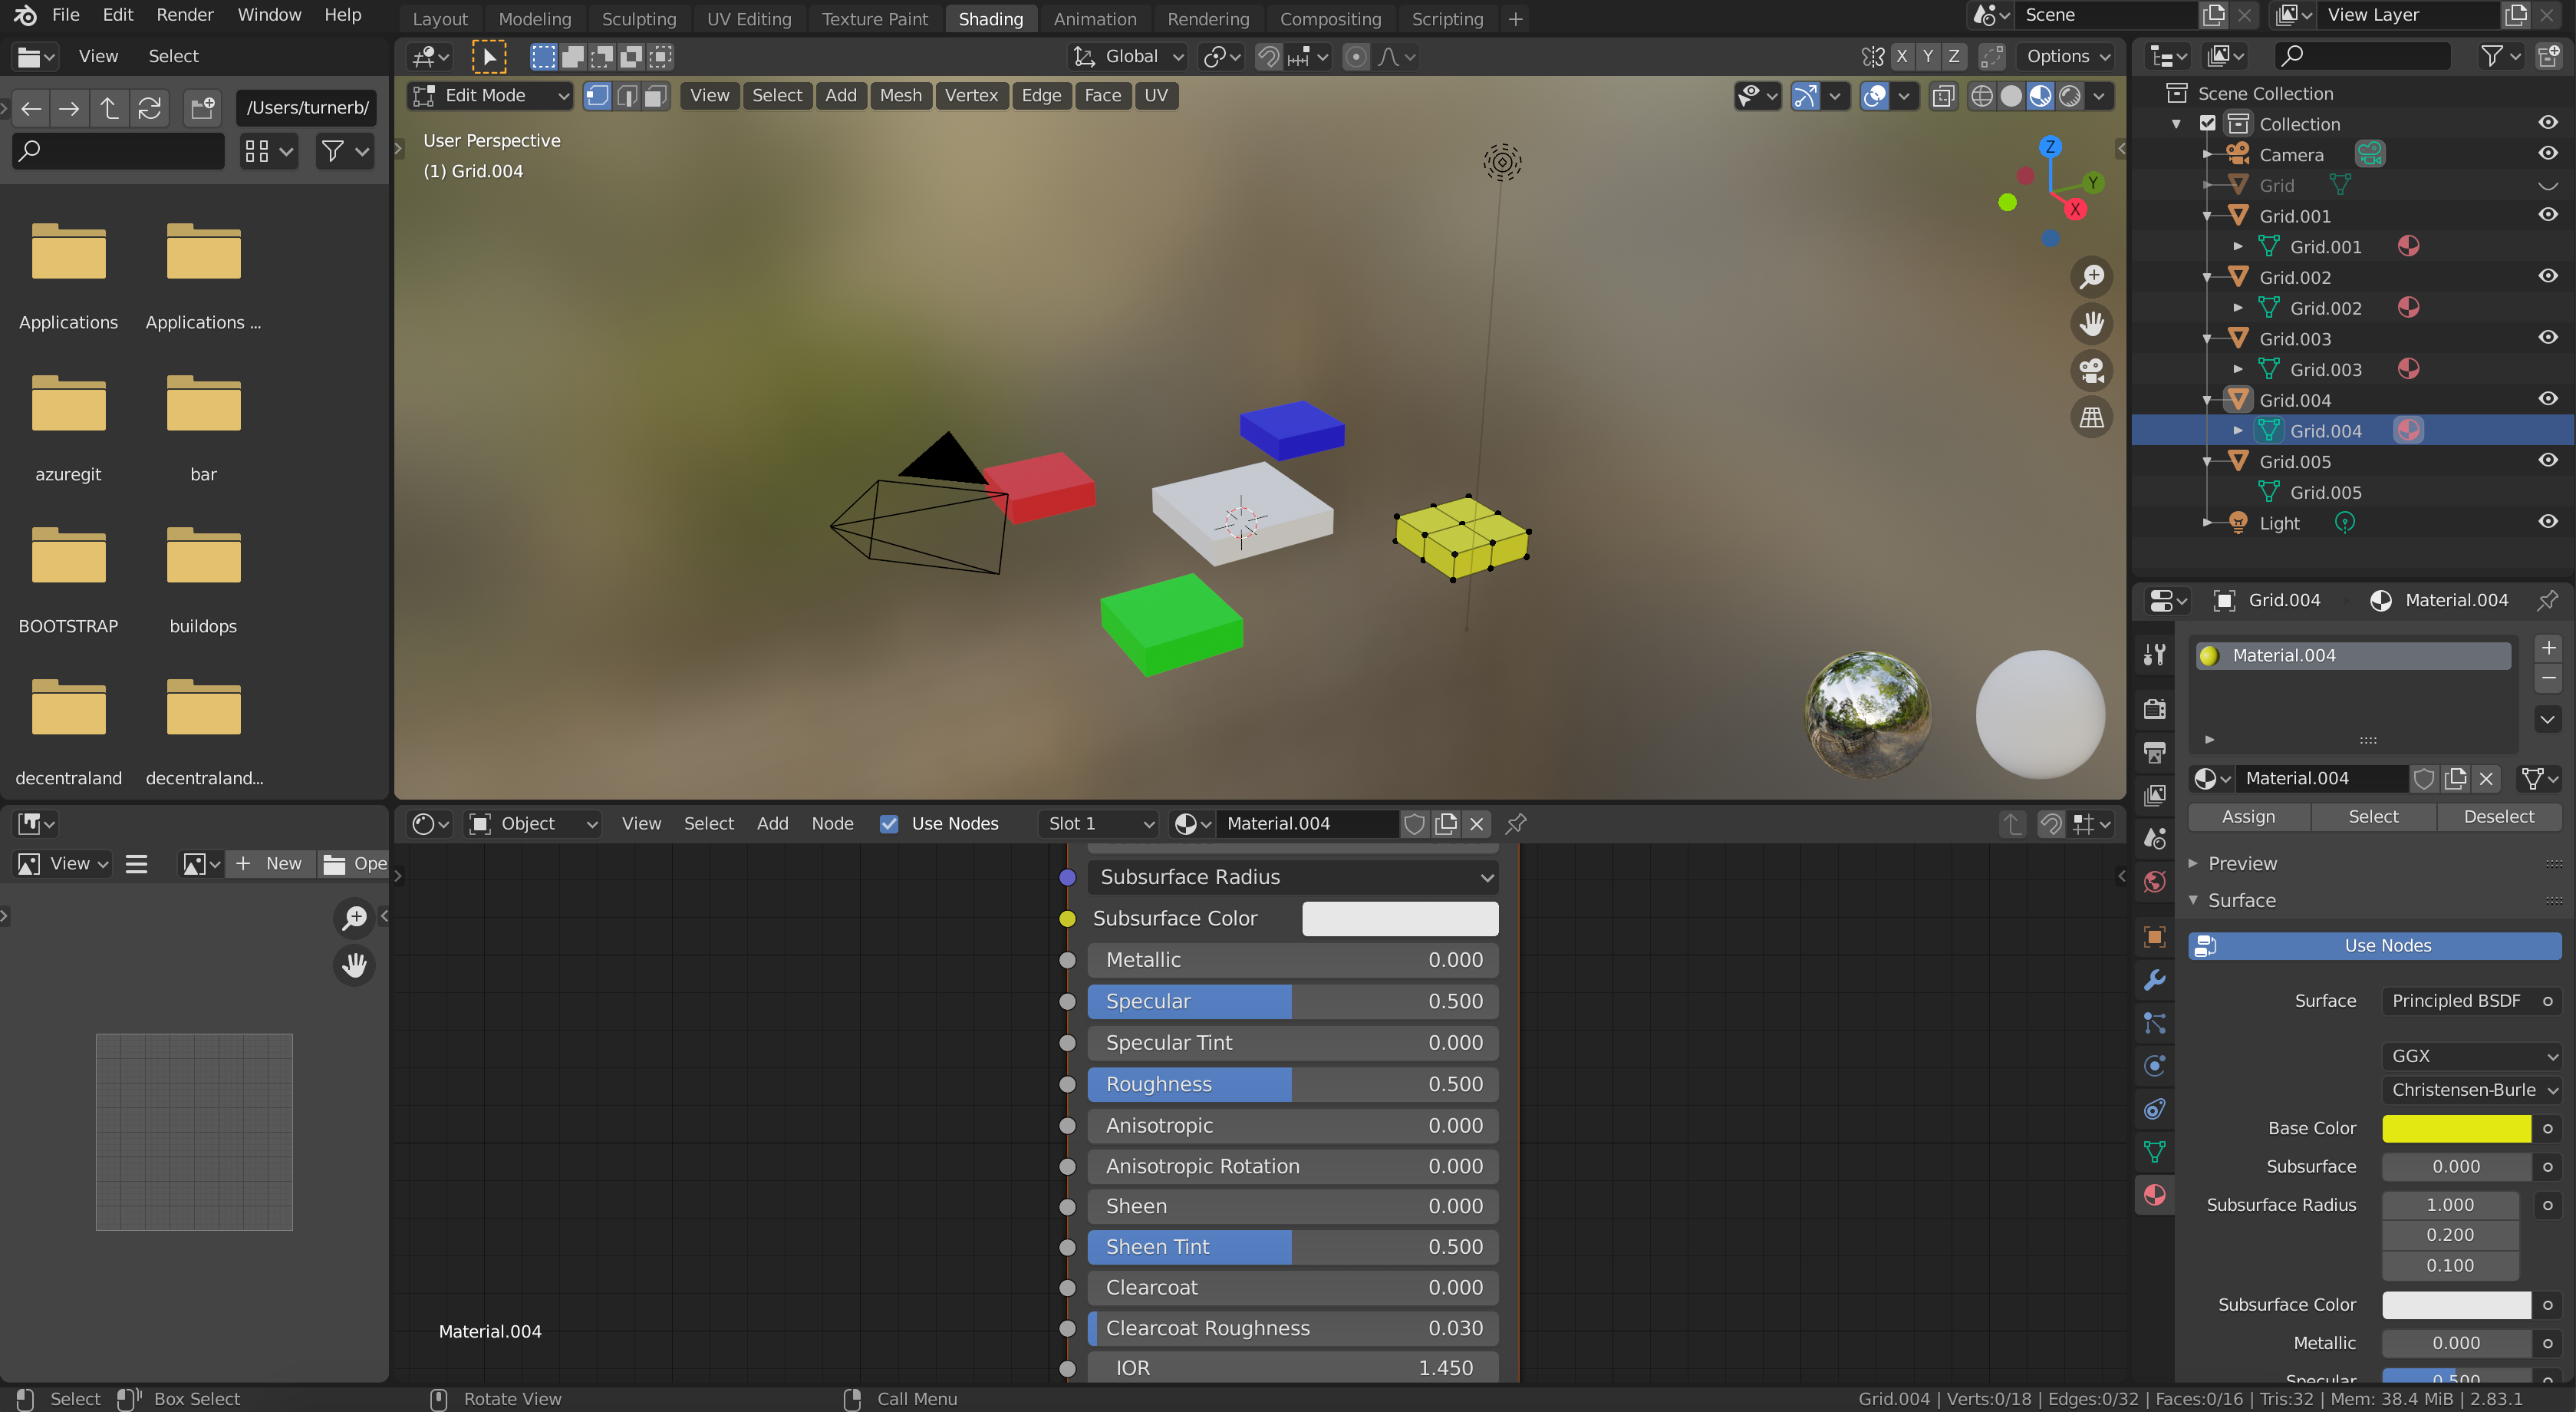 File Edit Render Window Help
Layout Modeling Sculpting UV Editing Texture Paint Shading Animation Rendering Compositing Scripting +
Scene
View Layer
View Select
Global
X Y Z
Options
/Users/turnerb/
Edit Mode
View Select Add Mesh Vertex Edge Face UV
User Perspective
(1) Grid.004
Z
Y
X
Applications
Applications ...
azuregit
bar
BOOTSTRAP
buildops
decentraland
decentraland...
Scene Collection
Collection
Camera
Grid
Grid.001
Grid.001
Grid.002
Grid.002
Grid.003
Grid.003
Grid.004
Grid.004
Grid.005
Grid.005
Light
Grid.004
Material.004
Material.004
Material.004
Assign Select Deselect
Preview
Surface
Use Nodes
Surface Principled BSDF
GGX
Christensen-Burle
Base Color
Subsurface 0.000
Subsurface Radius 1.000
0.200
0.100
Subsurface Color
Metallic 0.000
Specular 0.500
View
+ New
Ope
Object
View Select Add Node
Use Nodes
Slot 1
Material.004
Subsurface Radius
Subsurface Color
Metallic 0.000
Specular 0.500
Specular Tint 0.000
Roughness 0.500
Anisotropic 0.000
Anisotropic Rotation 0.000
Sheen 0.000
Sheen Tint 0.500
Clearcoat 0.000
Clearcoat Roughness 0.030
IOR 1.450
Material.004
Select
Box Select
Rotate View
Call Menu
Grid.004 | Verts:0/18 | Edges:0/32 | Faces:0/16 | Tris:32 | Mem: 38.4 MiB | 2.83.1